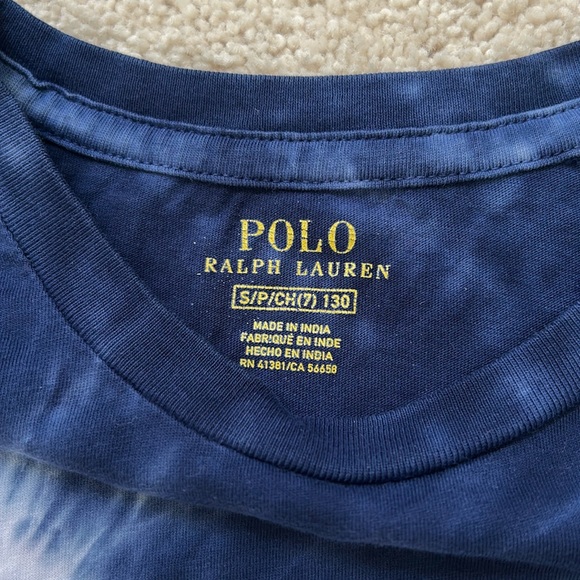 POLO
RALPH LAUREN
S/P/CH(7) 130
MADE IN INDIA
FABRIQUÉ EN INDE
HECHO EN INDIA
RN 41381/CA 56658